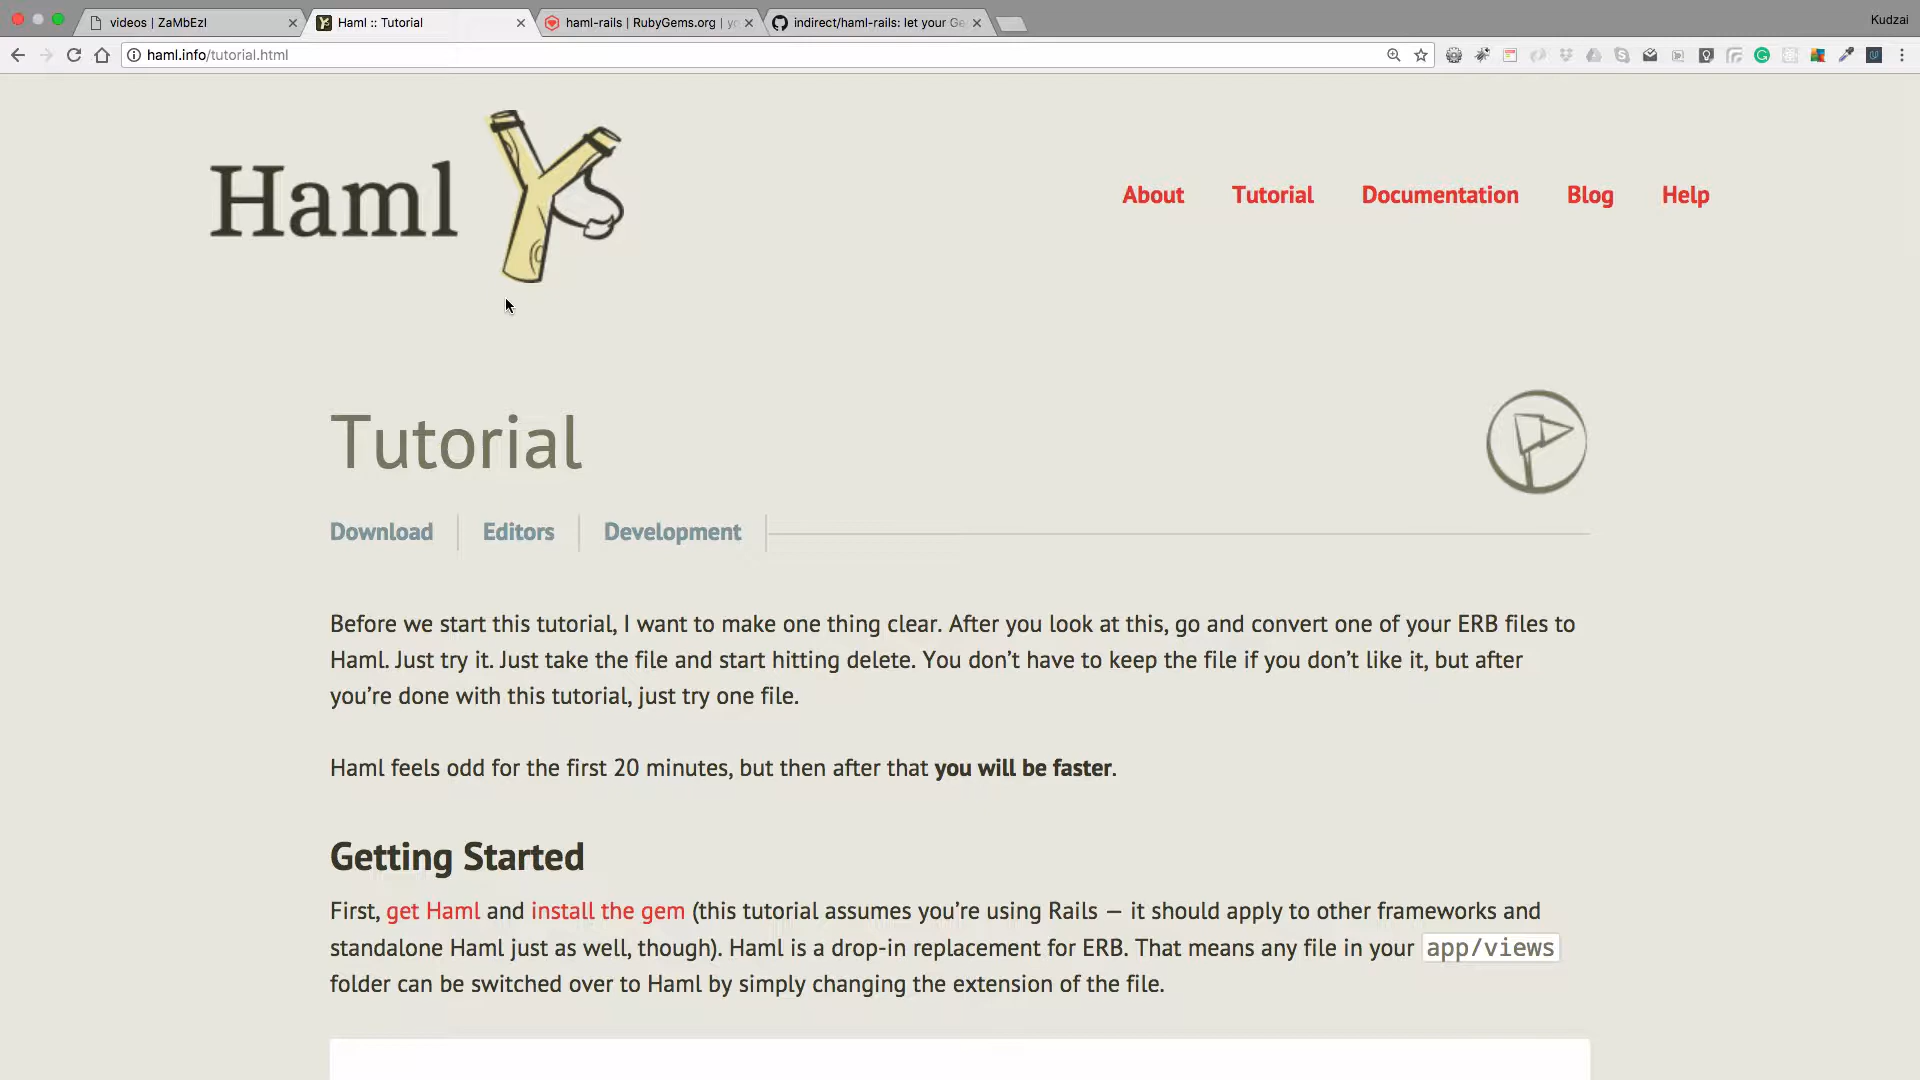 videos | ZaMbEzI
Haml :: Tutorial
haml-rails | RubyGems.org | yo
indirect/haml-rails: let your Ge
Kudzai
haml.info/tutorial.html
Haml
About
Tutorial
Documentation
Blog
Help
Tutorial
Download
Editors
Development
Before we start this tutorial, I want to make one thing clear. After you look at this, go and convert one of your ERB files to
Haml. Just try it. Just take the file and start hitting delete. You don’t have to keep the file if you don’t like it, but after
you’re done with this tutorial, just try one file.
Haml feels odd for the first 20 minutes, but then after that you will be faster.
Getting Started
First, get Haml and install the gem (this tutorial assumes you’re using Rails — it should apply to other frameworks and
standalone Haml just as well, though). Haml is a drop-in replacement for ERB. That means any file in your app/views
folder can be switched over to Haml by simply changing the extension of the file.